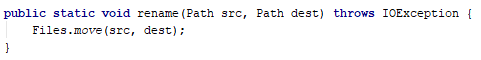 public static void rename(Path src, Path dest) throws IOException {
    Files.move(src, dest);
}